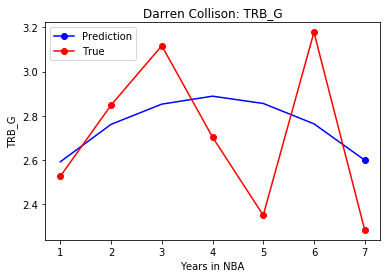 Darren Collison: TRB_G
Prediction
True
3.2
3.0
2.8
2.6
2.4
TRB_G
1 2 3 4 5 6 7
Years in NBA